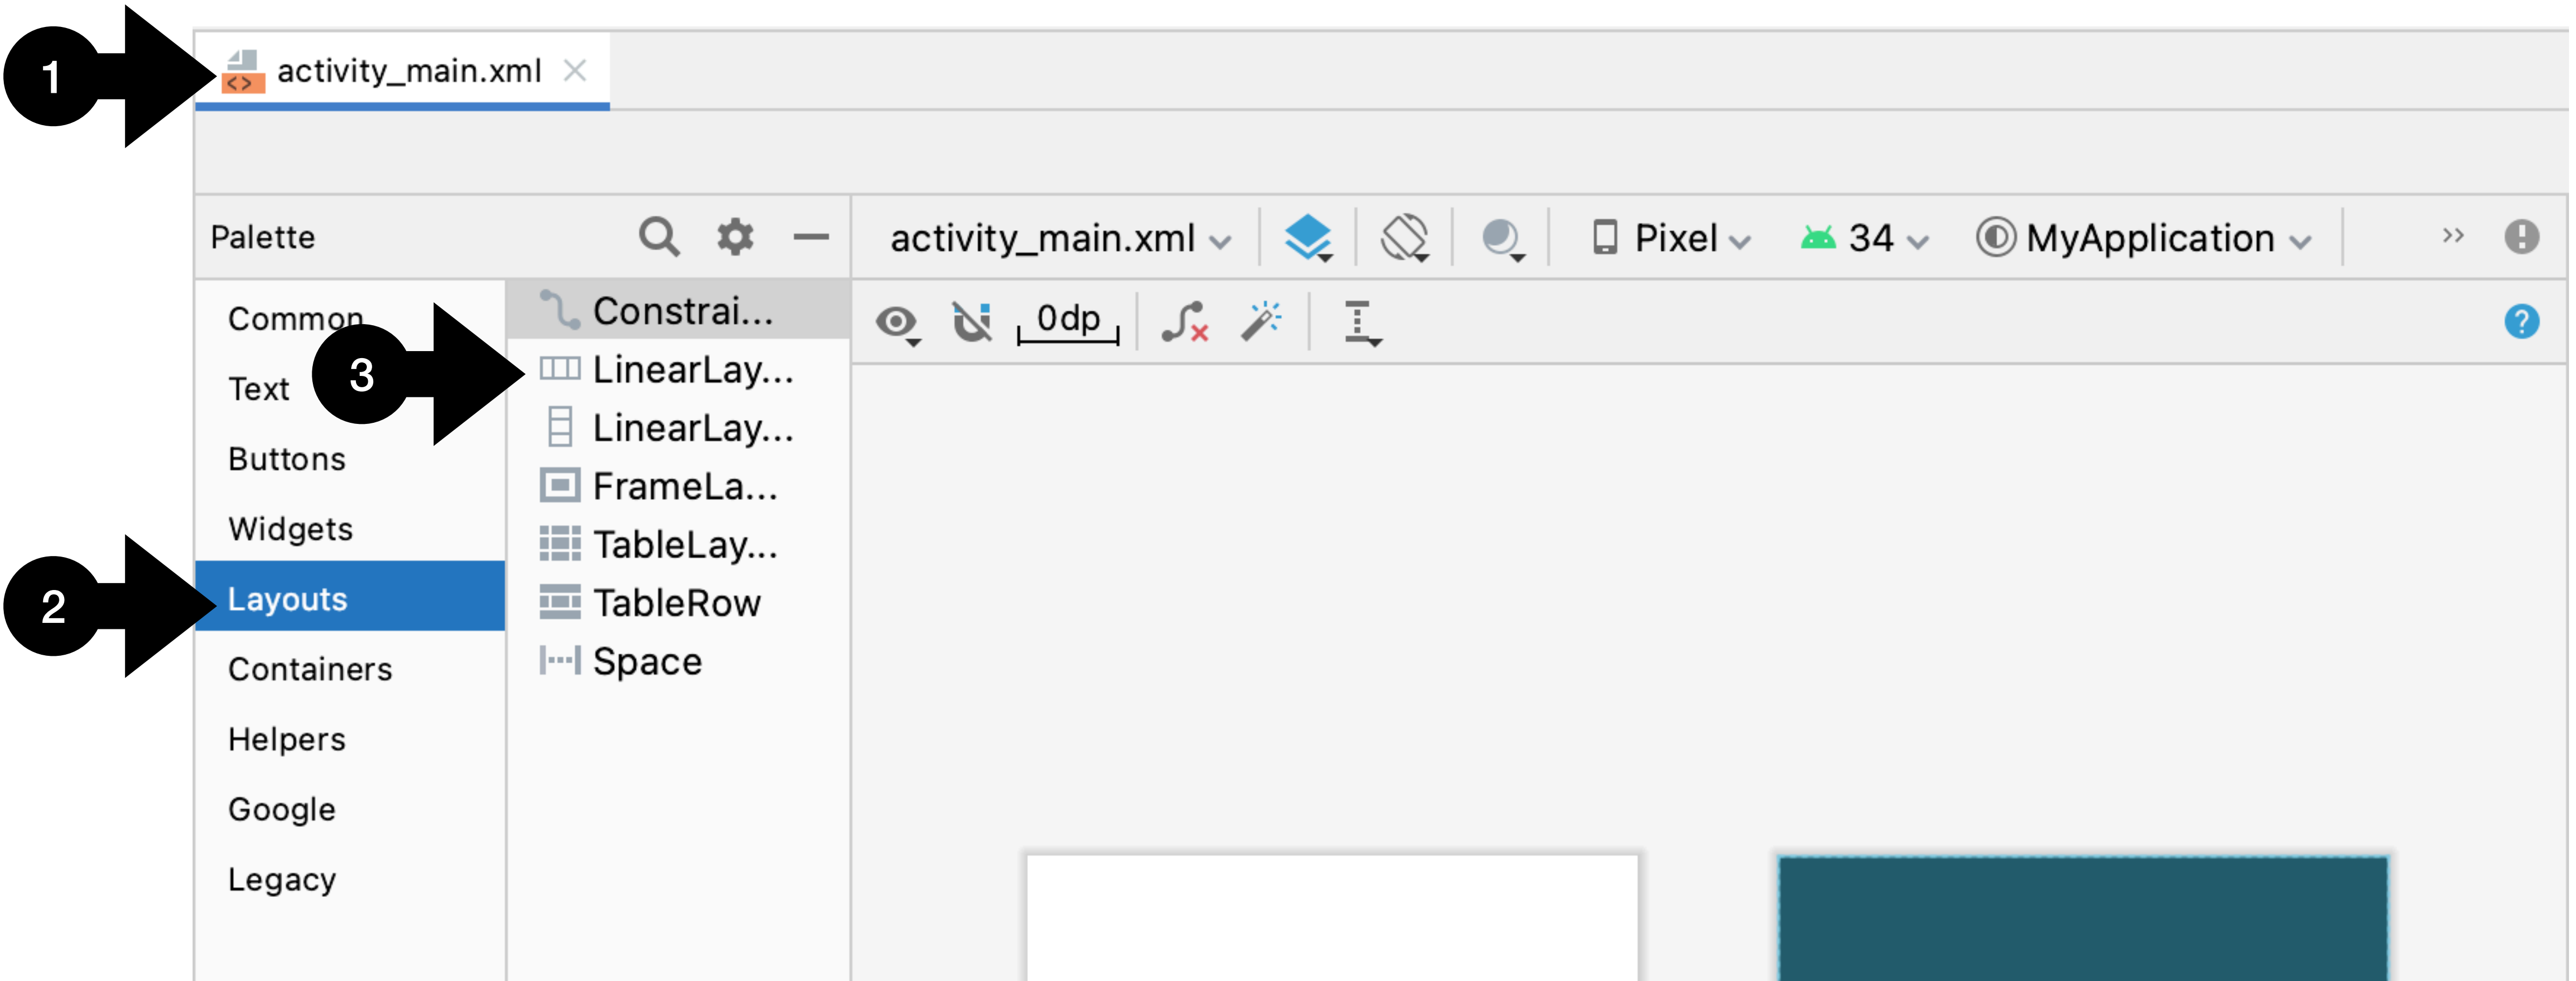 1
activity_main.xml
Palette
activity_main.xml
Pixel
34
MyApplication
0dp
Common
Text
Buttons
Widgets
2
Layouts
Containers
Helpers
Google
Legacy
Constrai...
3
LinearLay...
LinearLay...
FrameLa...
TableLay...
TableRow
Space